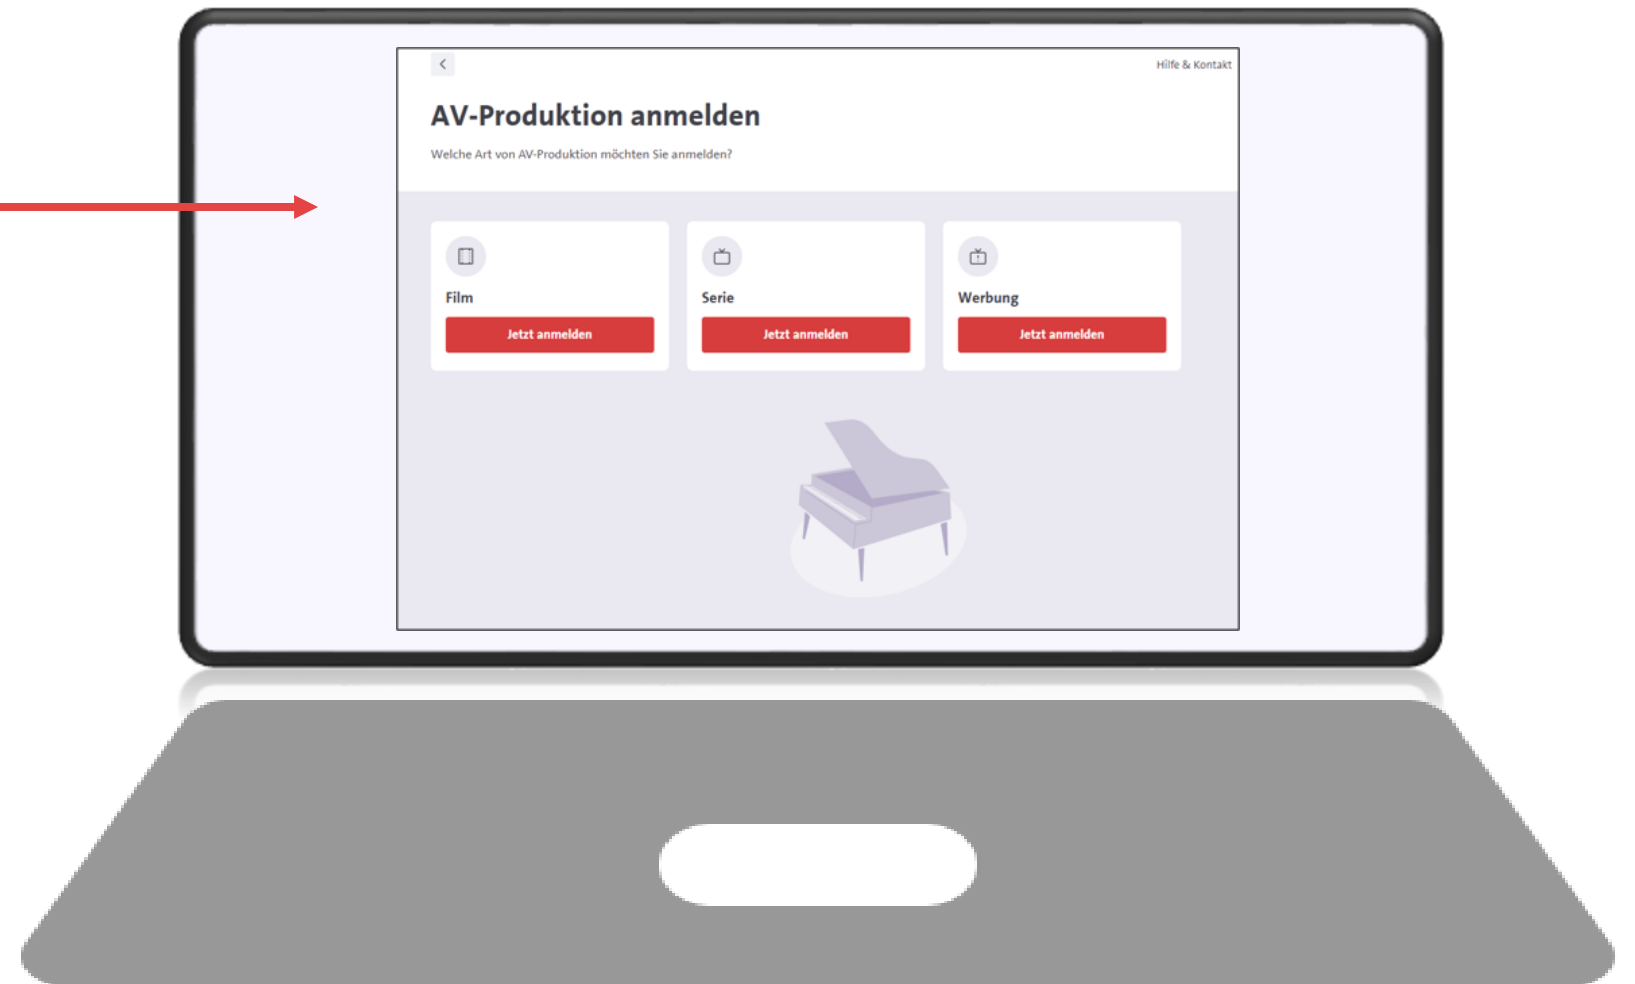 Hilfe & Kontakt
AV-Produktion anmelden
Welche Art von AV-Produktion möchten Sie anmelden?
Film
Serie
Werbung
Jetzt anmelden
Jetzt anmelden
Jetzt anmelden